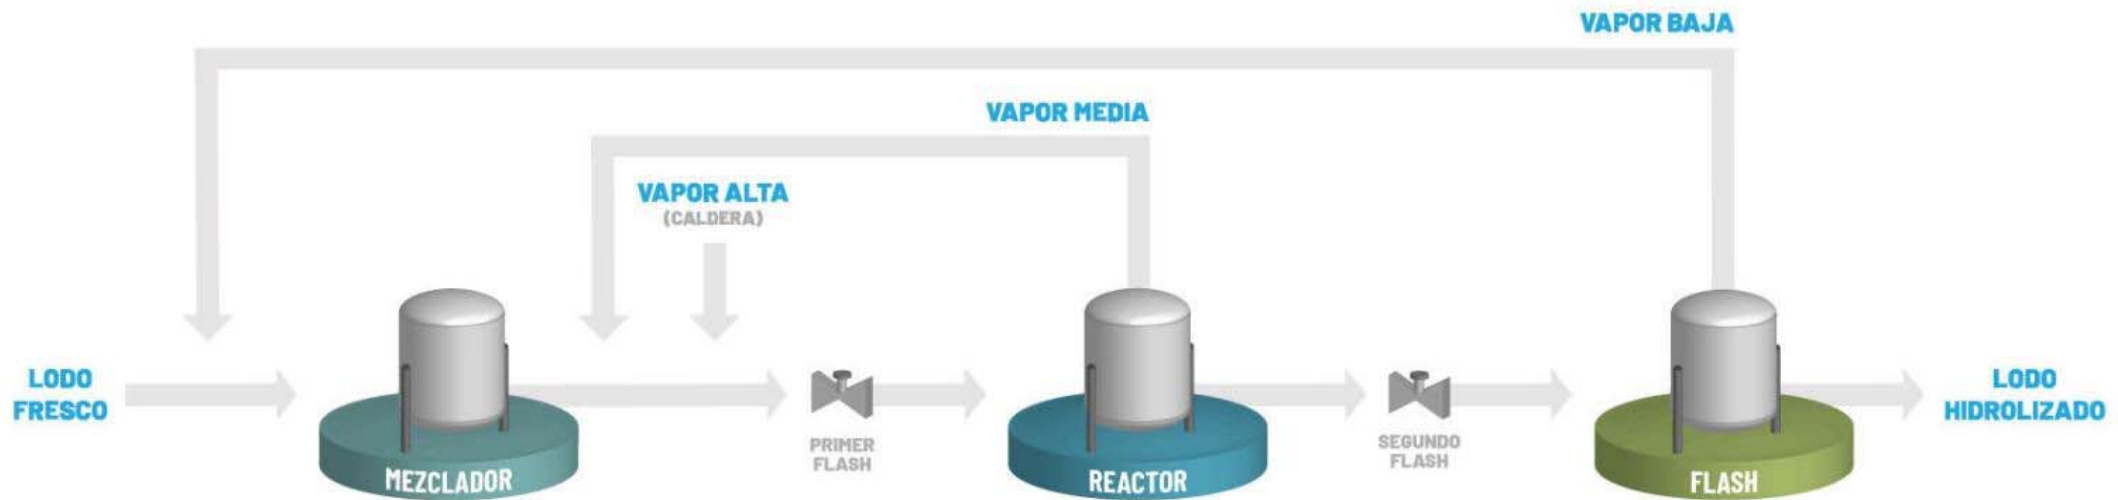 VAPOR BAJA
VAPOR MEDIA
VAPOR ALTA
(CALDERA)
LODO
FRESCO
MEZCLADOR
PRIMER
FLASH
REACTOR
SEGUNDO
FLASH
FLASH
LODO
HIDROLIZADO